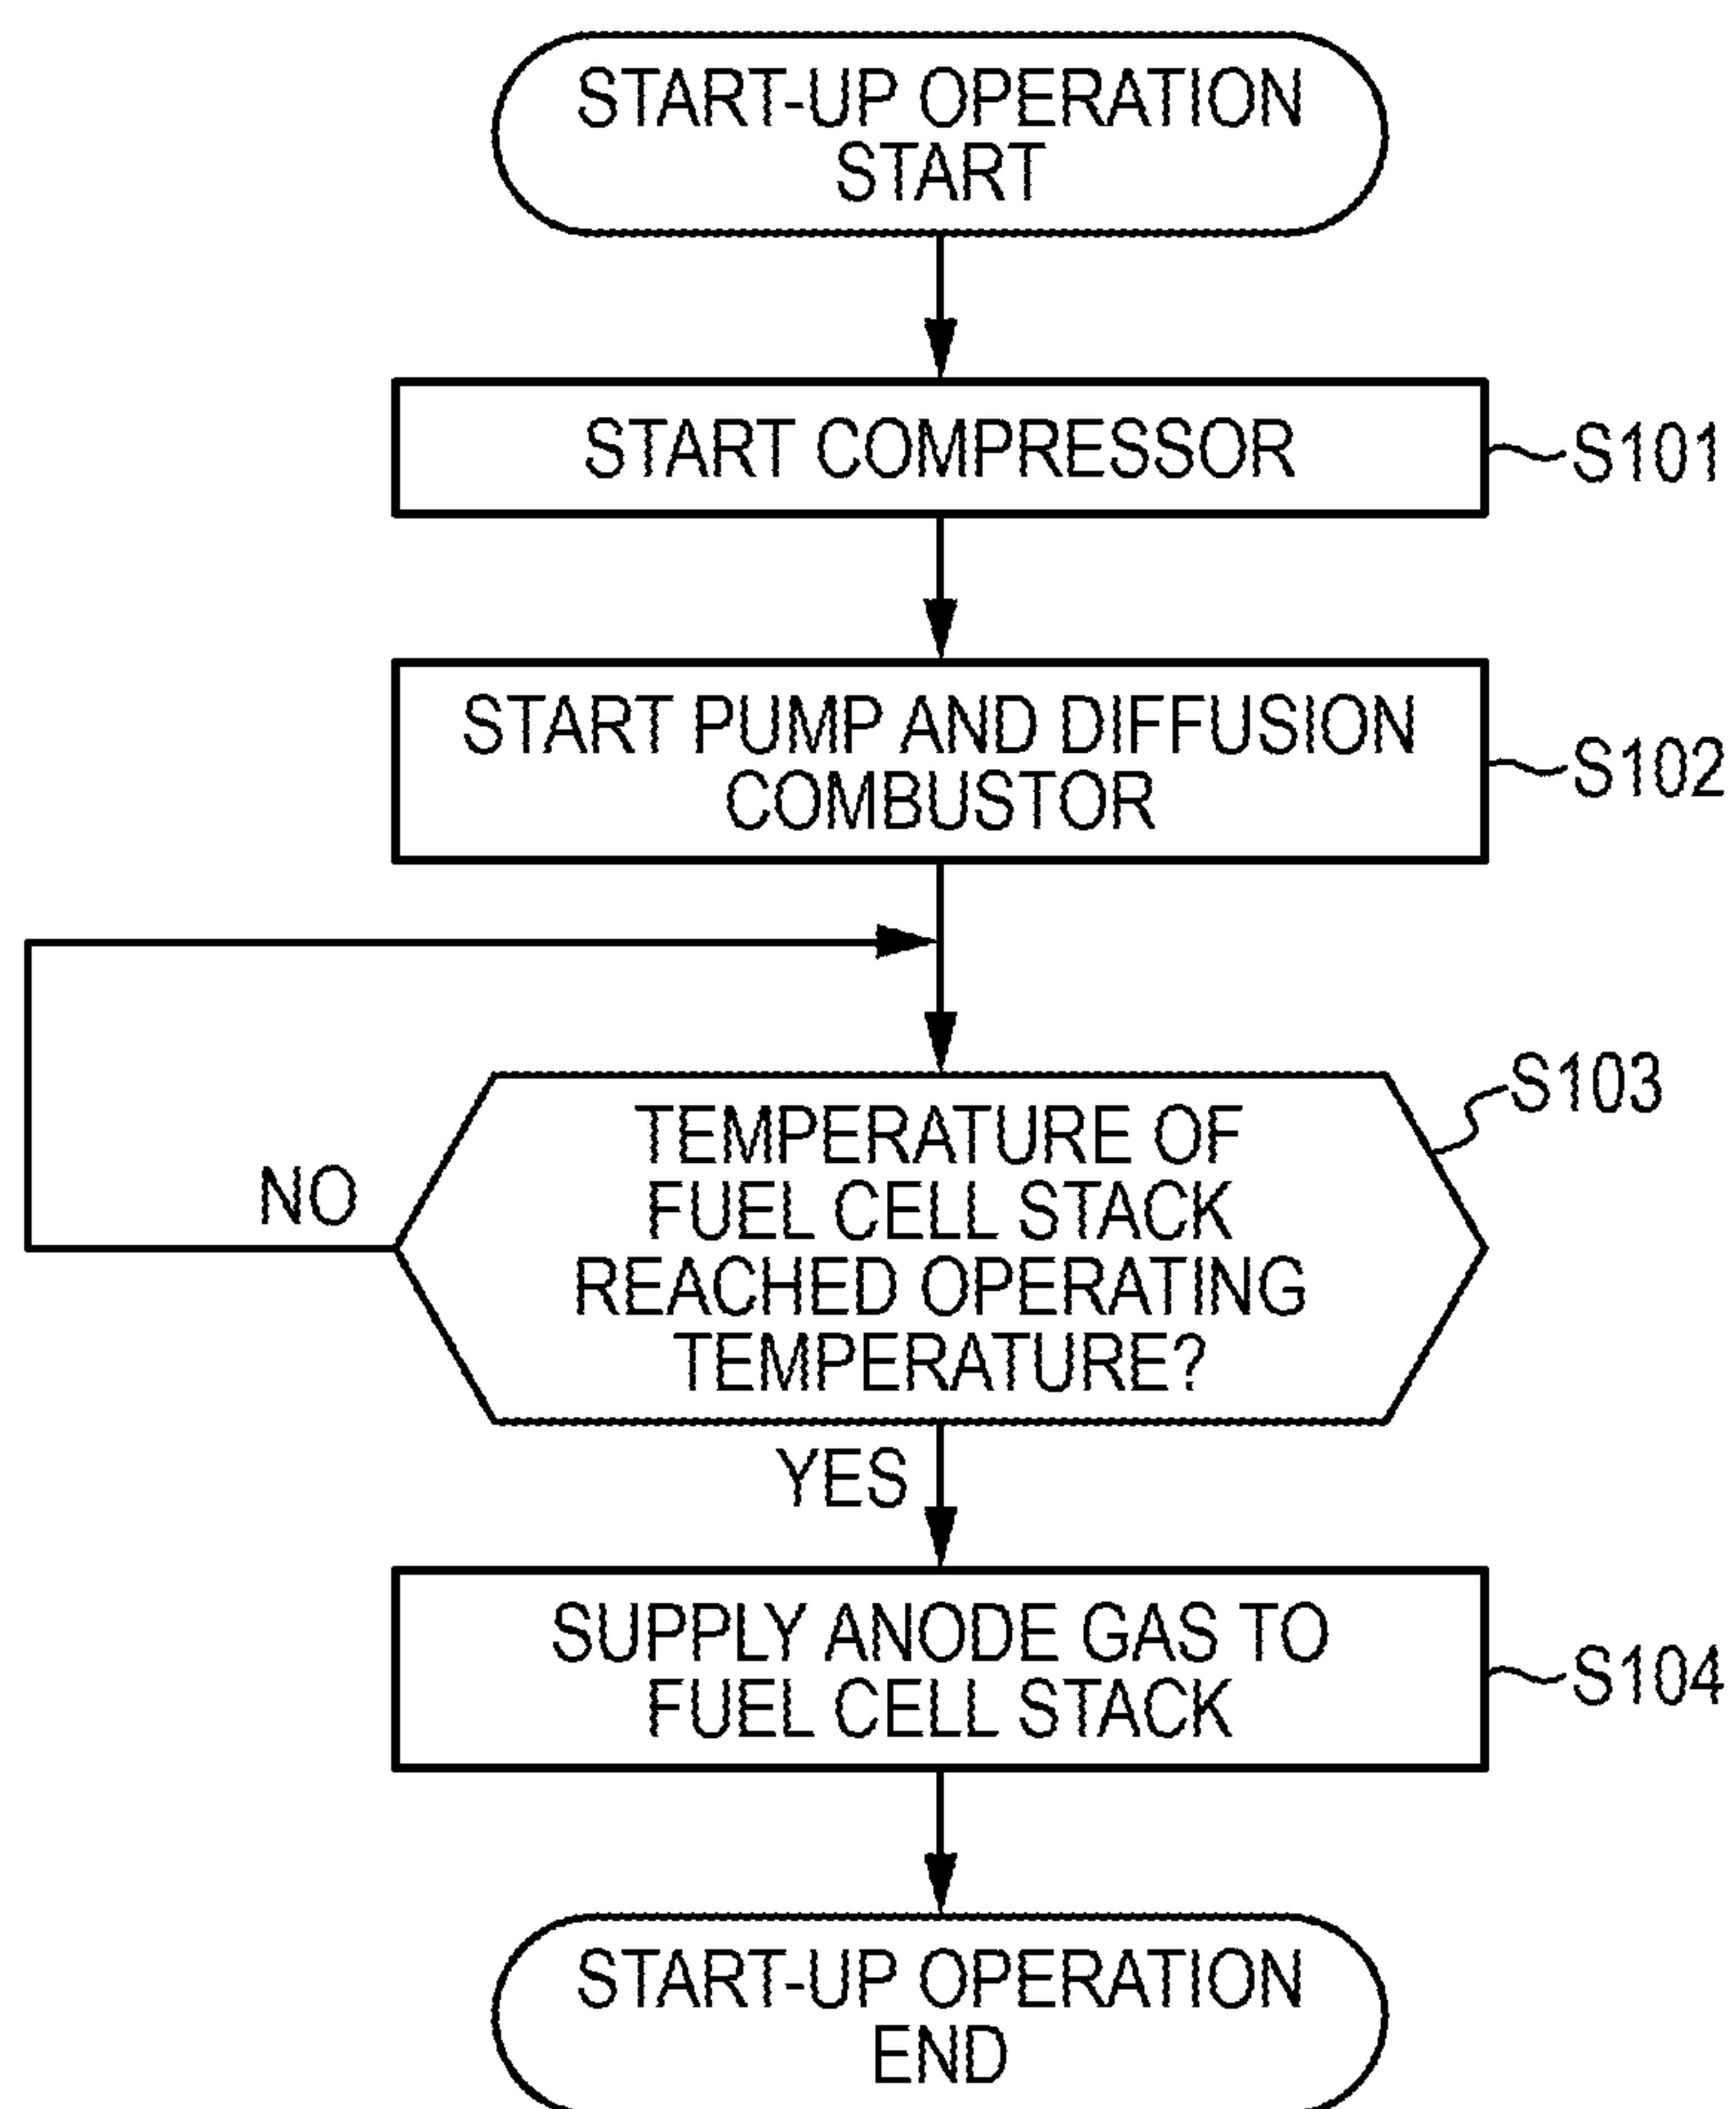 START-UP OPERATION
START
START COMPRESSOR
S101
START PUMP AND DIFFUSION
COMBUSTOR
S102
TEMPERATURE OF
FUEL CELL STACK
REACHED OPERATING
TEMPERATURE?
S103
NO
YES
SUPPLY ANODE GAS TO
FUEL CELL STACK
S104
START-UP OPERATION
END